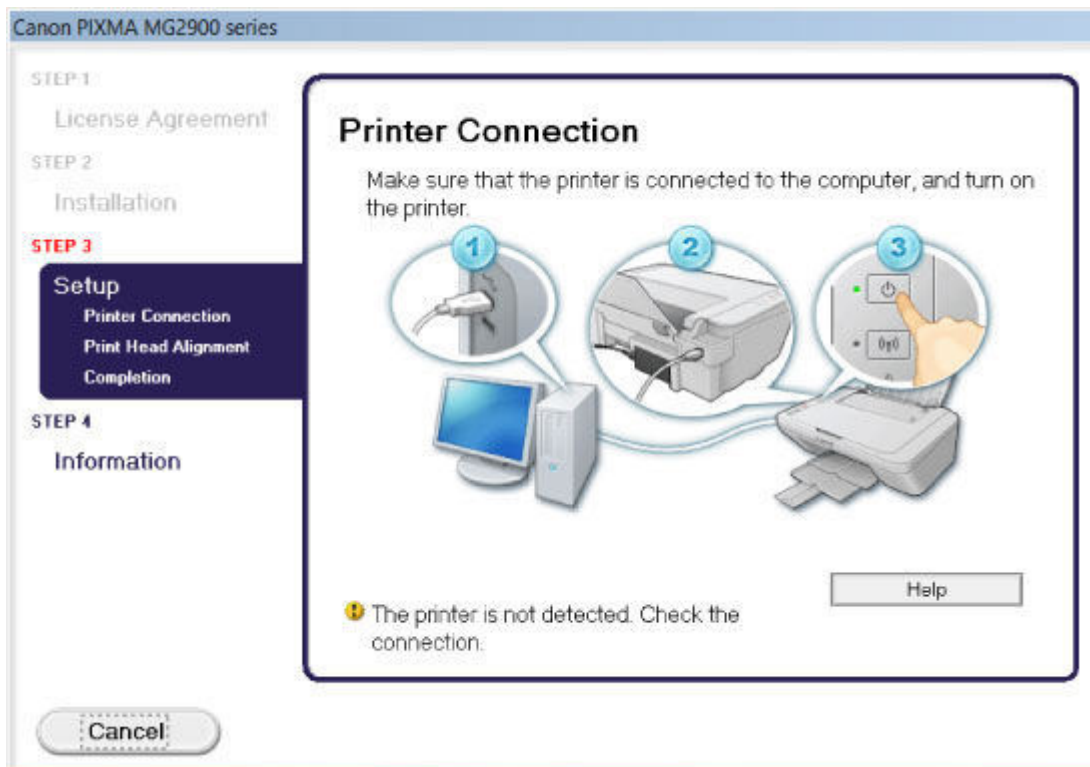 Canon PIXMA MG2900 series
STEP 1
License Agreement
STEP 2
Installation
STEP 3
Setup
Printer Connection
Print Head Alignment
Completion
STEP 4
Information
Printer Connection
Make sure that the printer is connected to the computer, and turn on
the printer.
1
2
3
Help
The printer is not detected. Check the
connection.
Cancel